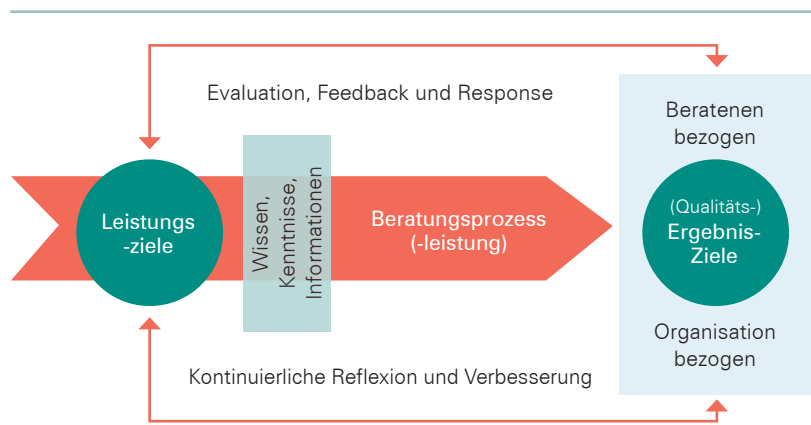 Evaluation, Feedback und Response
Leistungs
-ziele
Wissen,
Kenntnisse,
Informationen
Beratungsprozess
(-leistung)
Beratenen
bezogen
(Qualitäts-)
Ergebnis-
Ziele
Organisation
bezogen
Kontinuierliche Reflexion und Verbesserung